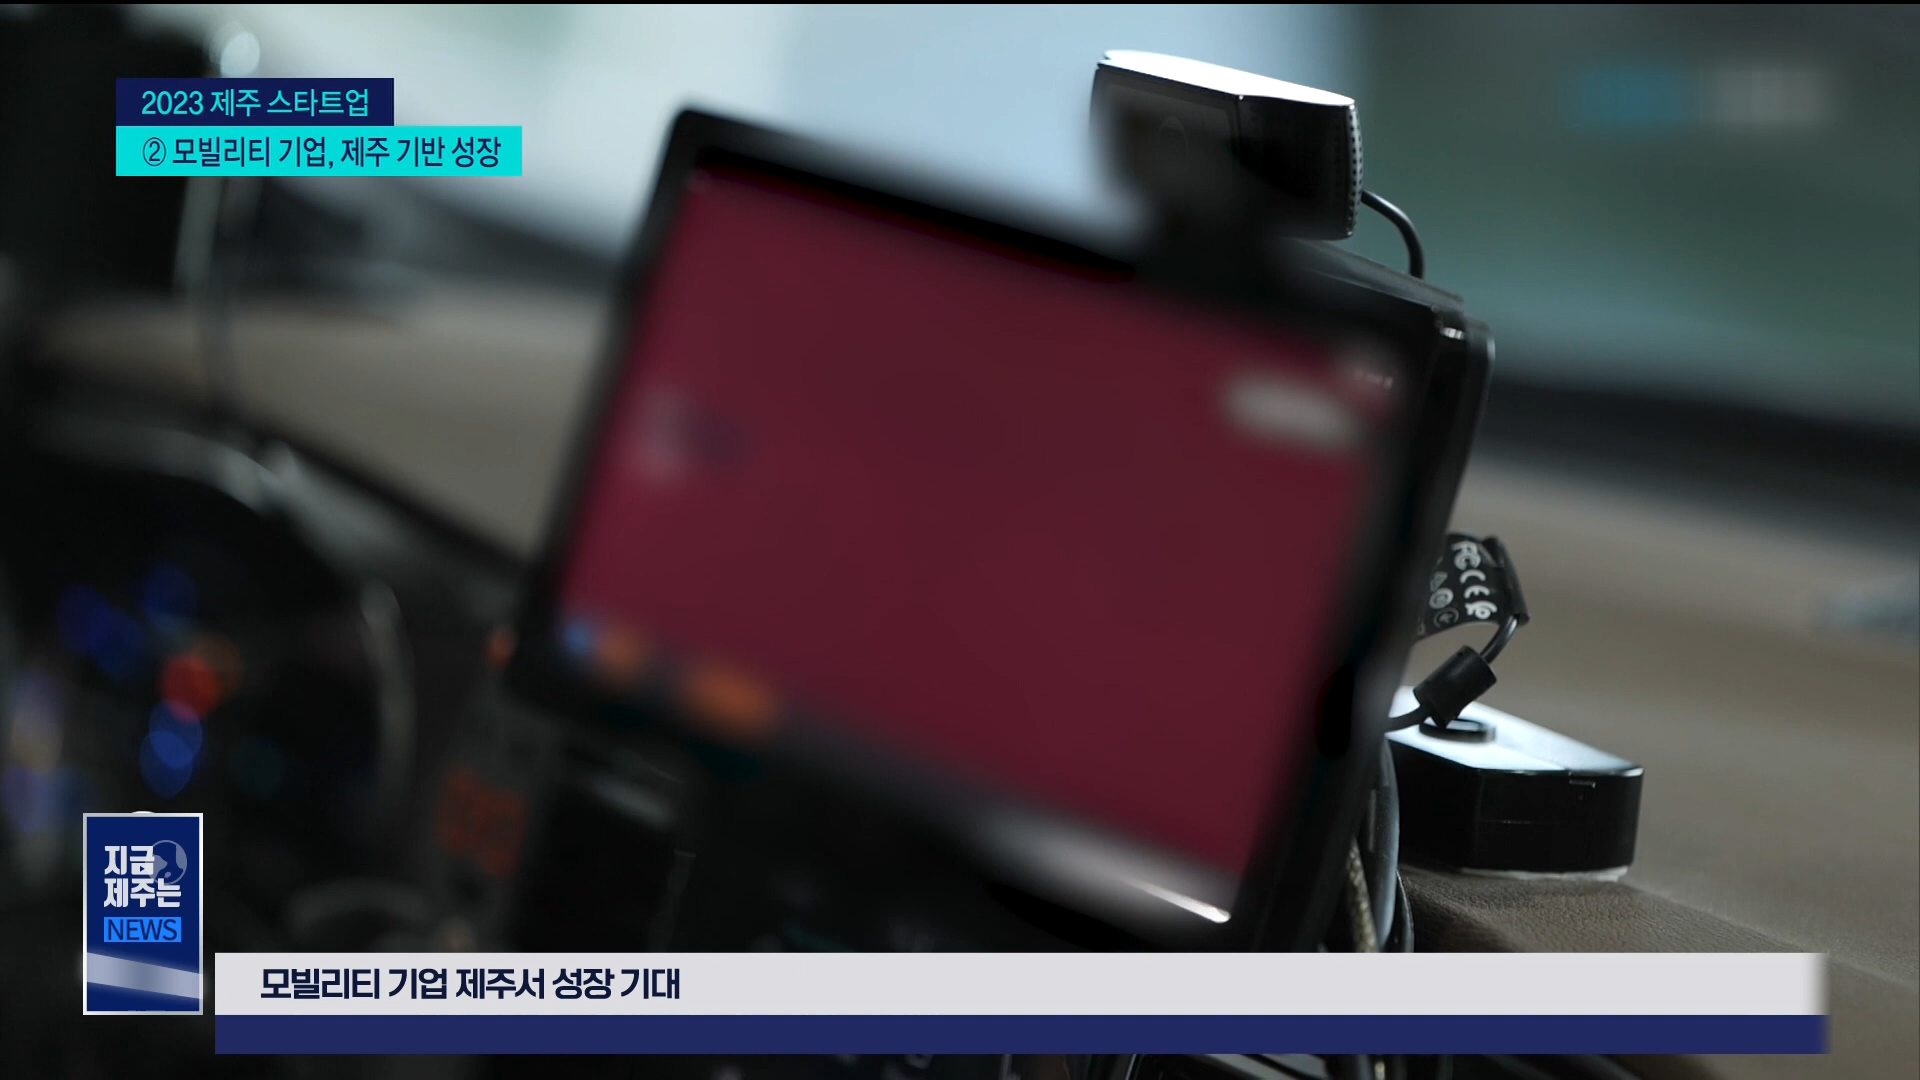 2023 제주 스타트업
② 모빌리티 기업, 제주 기반 성장
FC CE
지금
제주는
NEWS
모빌리티 기업 제주서 성장 기대